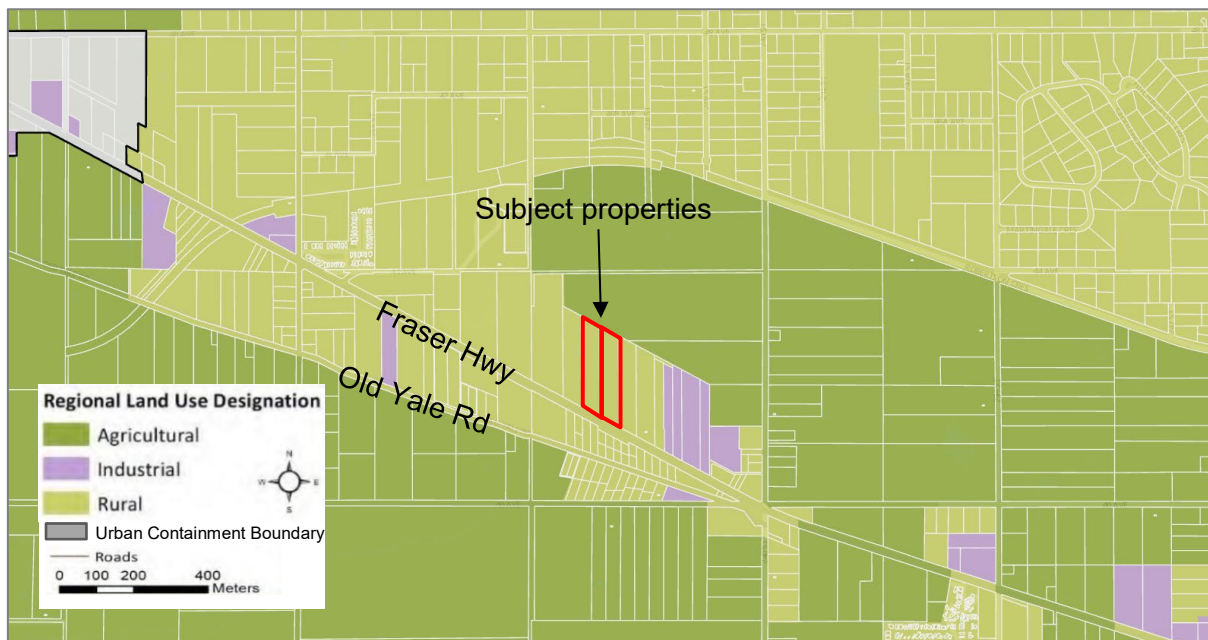 Subject properties
Fraser Hwy
Old Yale Rd
Regional Land Use Designation
Agricultural
Industrial
Rural
Urban Containment Boundary
Roads
0 100 200 400
Meters
N
W E
S